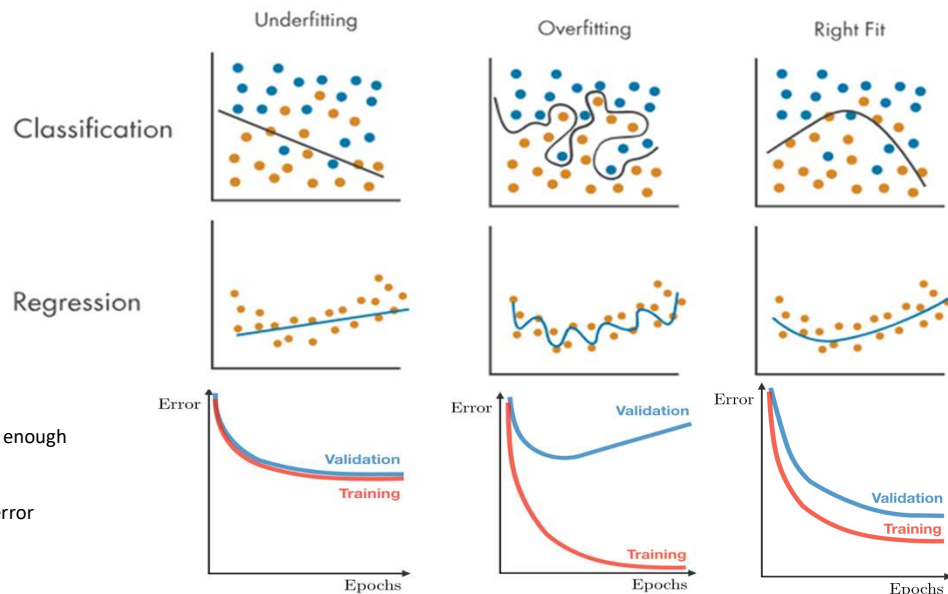 Underfitting
Overfitting
Right Fit
Classification
Regression
Error
Validation
Training
Epochs
Error
Validation
Training
Epochs
Error
Validation
Training
Epochs
enough
error